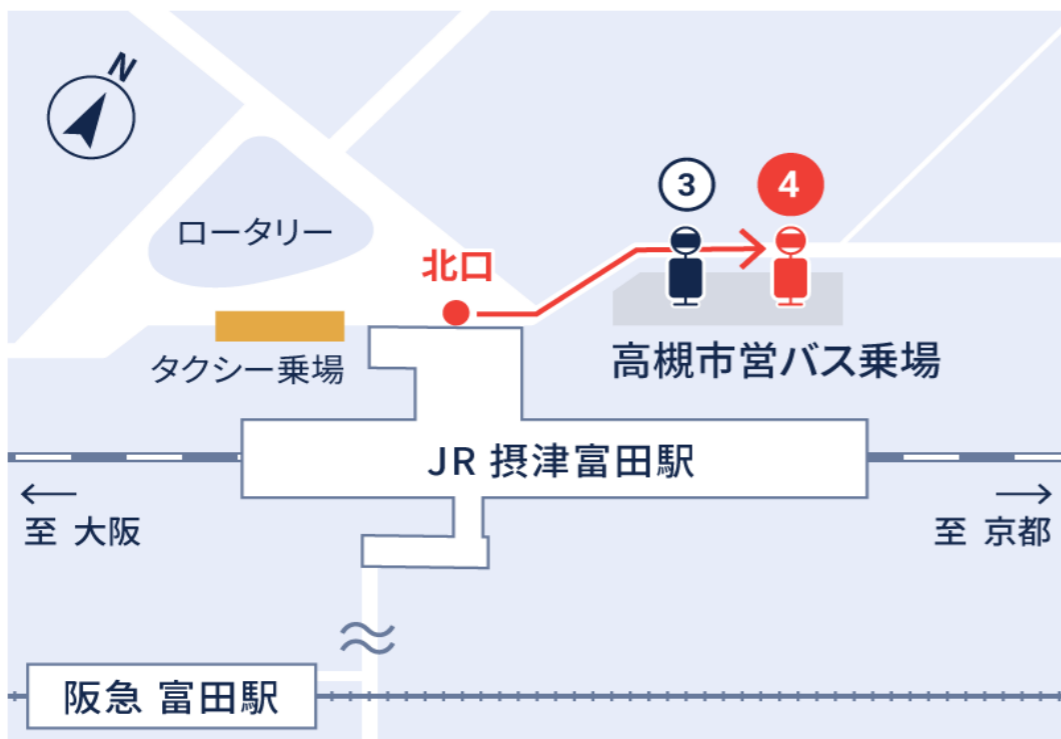 N
ロータリー
北口
3
4
タクシー乗場
高槻市営バス乗場
JR 摂津富田駅
至 大阪
至 京都
阪急 富田駅